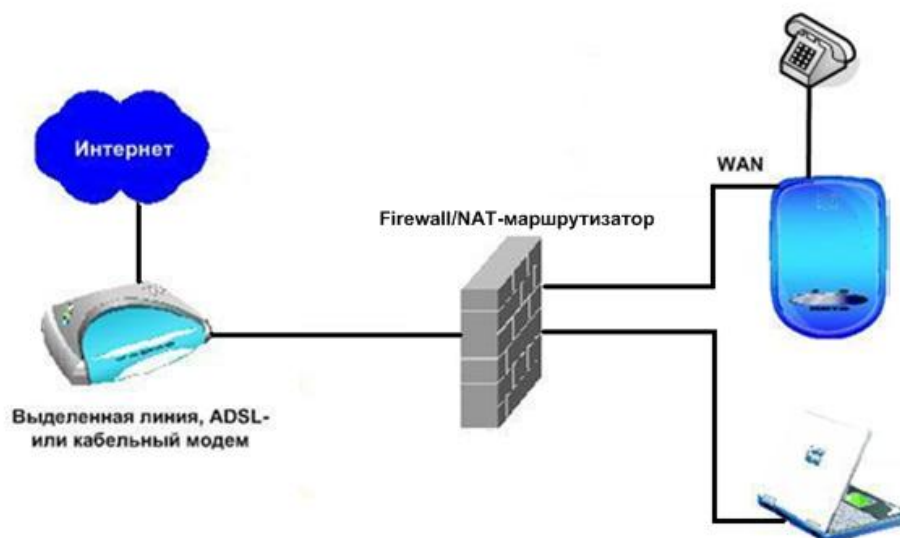 Интернет
WAN
Firewall/NAT-маршрутизатор
Выделенная линия, ADSL-
или кабельный модем